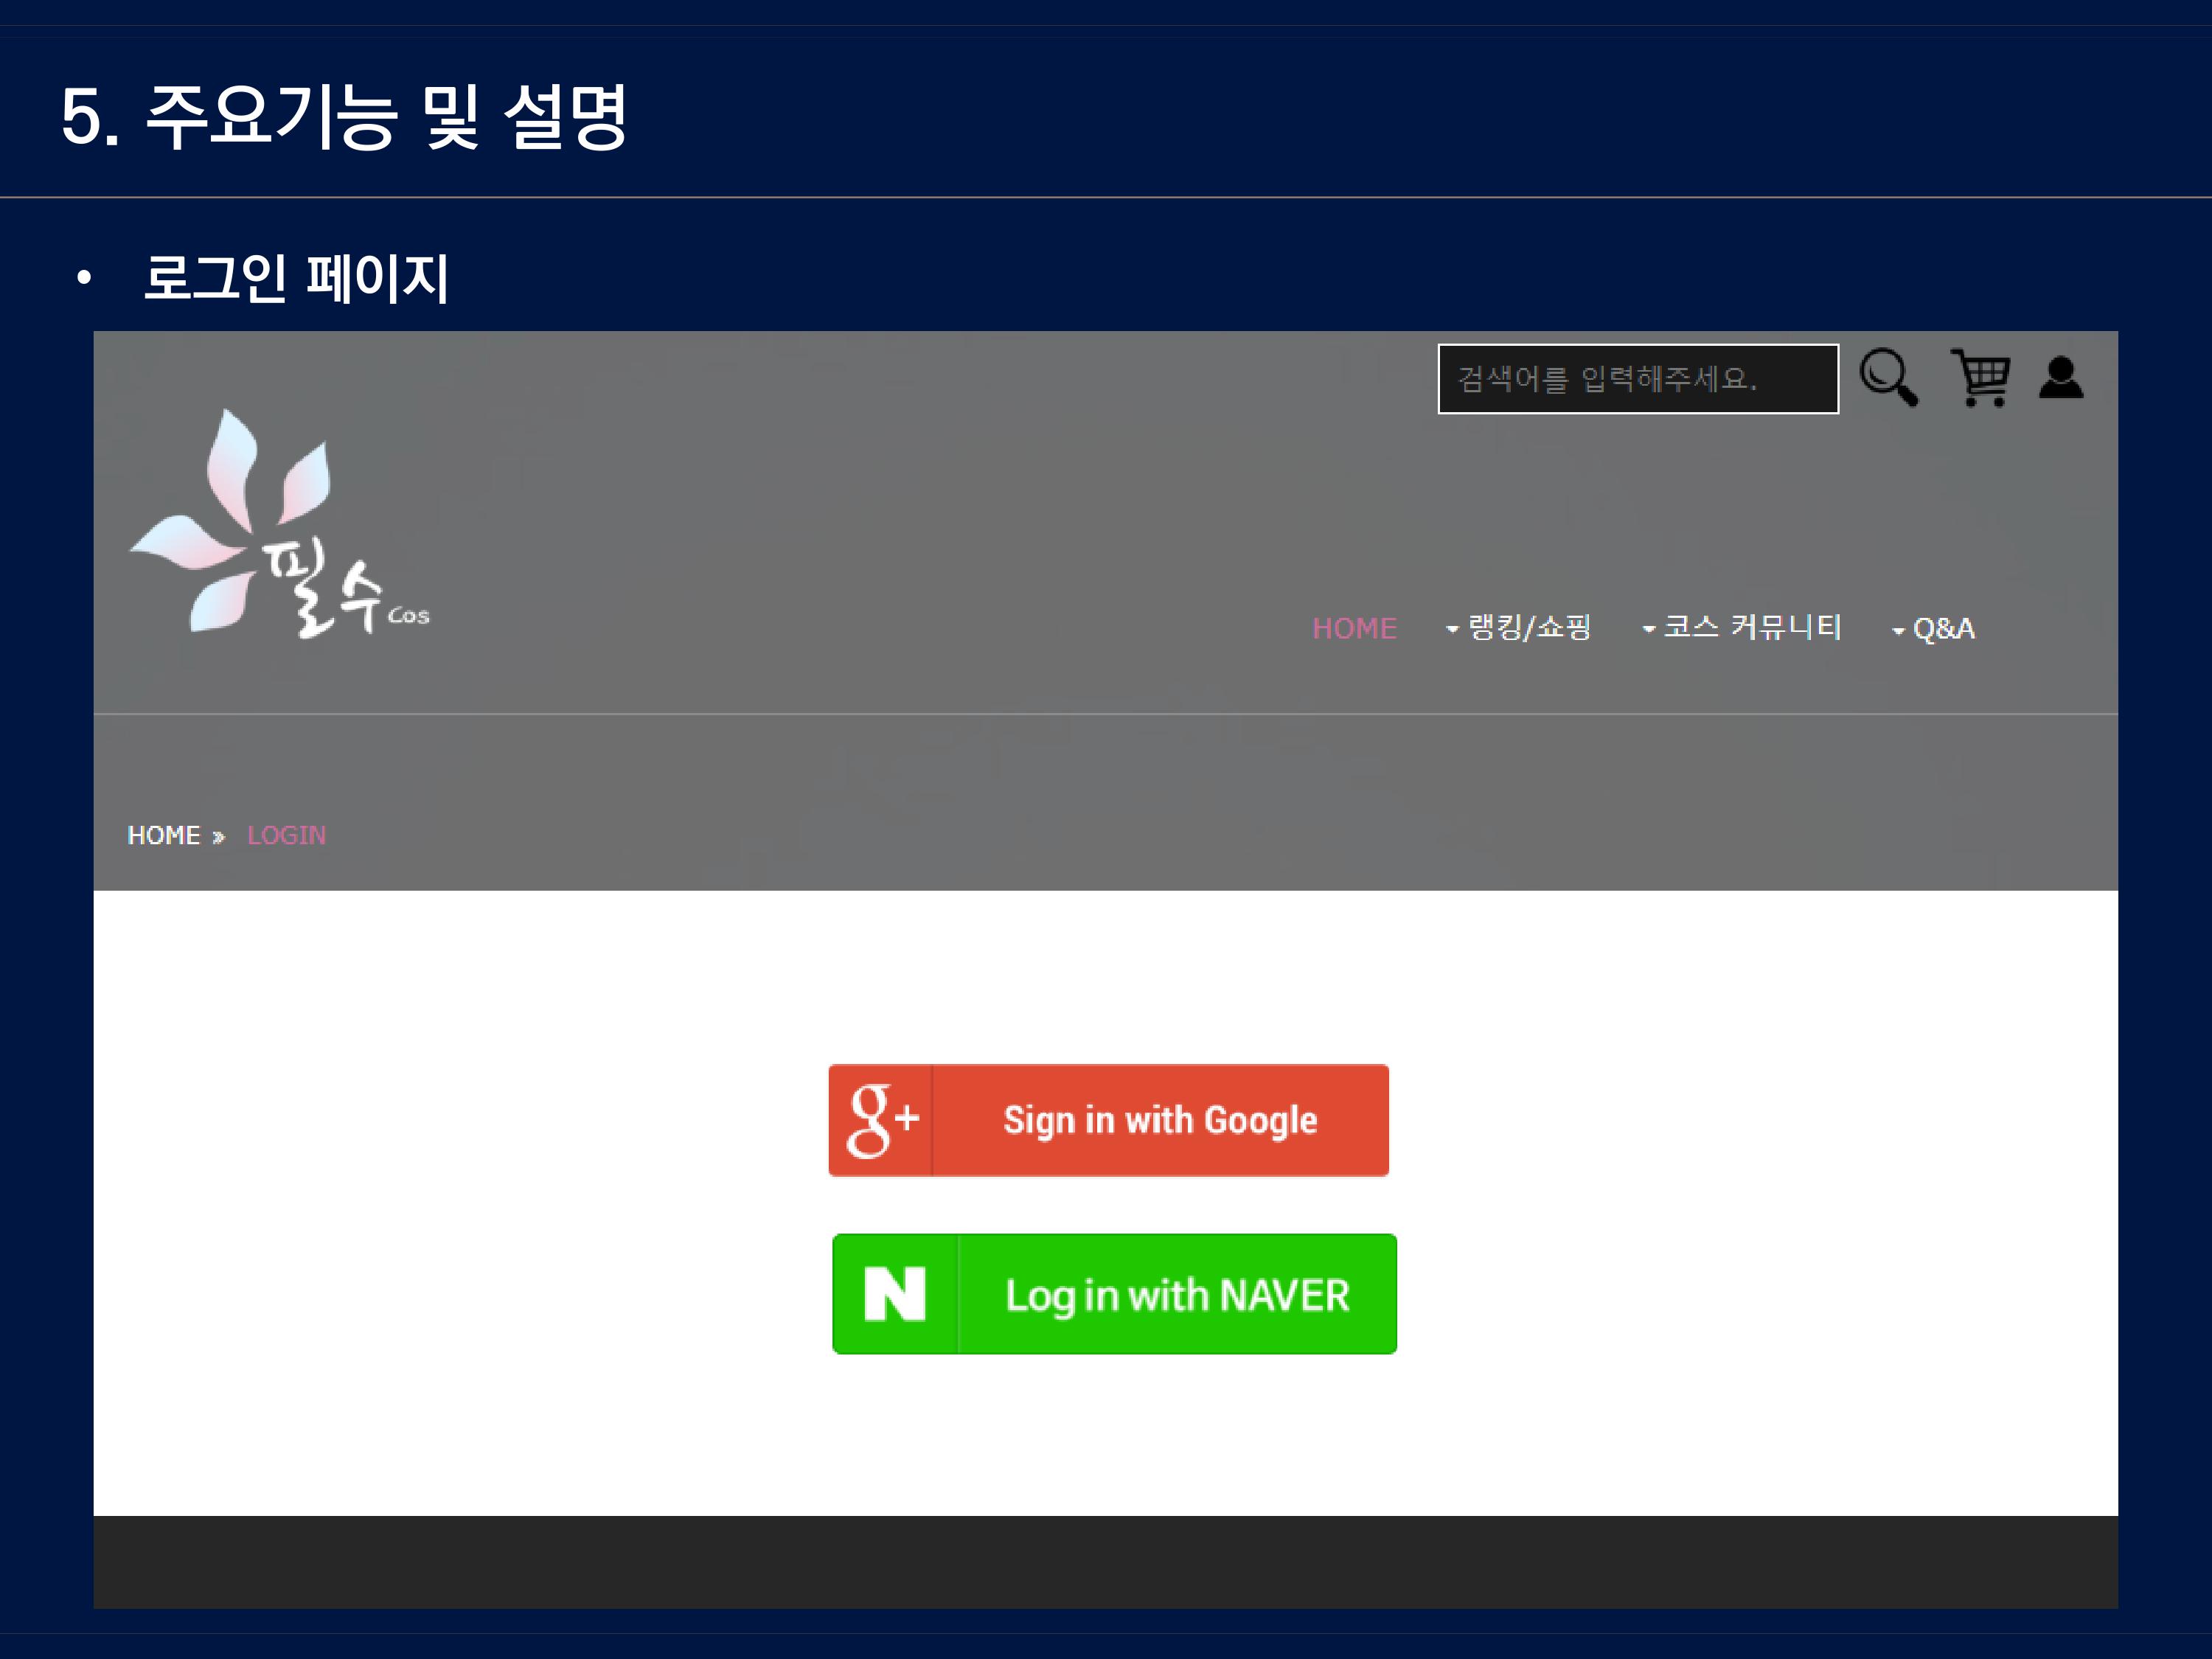 5. 주요기능 및 설명
• 로그인 페이지
검색어를 입력해주세요.
필수 Cos
HOME 랭킹/쇼핑 코스 커뮤니티 Q&A
HOME » LOGIN
g+ Sign in with Google
N Log in with NAVER